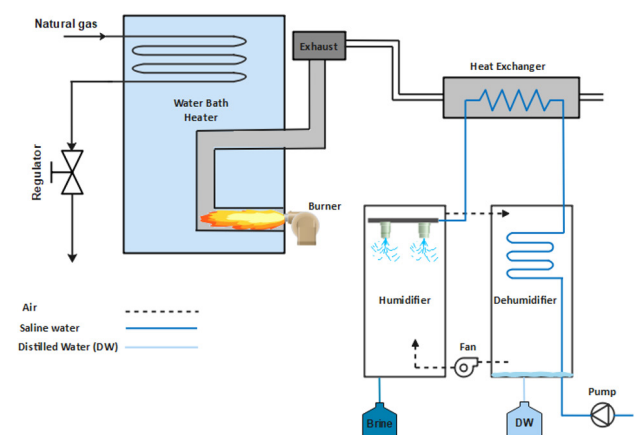 Natural gas
Exhaust
Heat Exchanger
Water Bath
Heater
Regulator
Burner
Air
Saline water
Distilled Water (DW)
Humidifier
Dehumidifier
Fan
Pump
Brine
DW